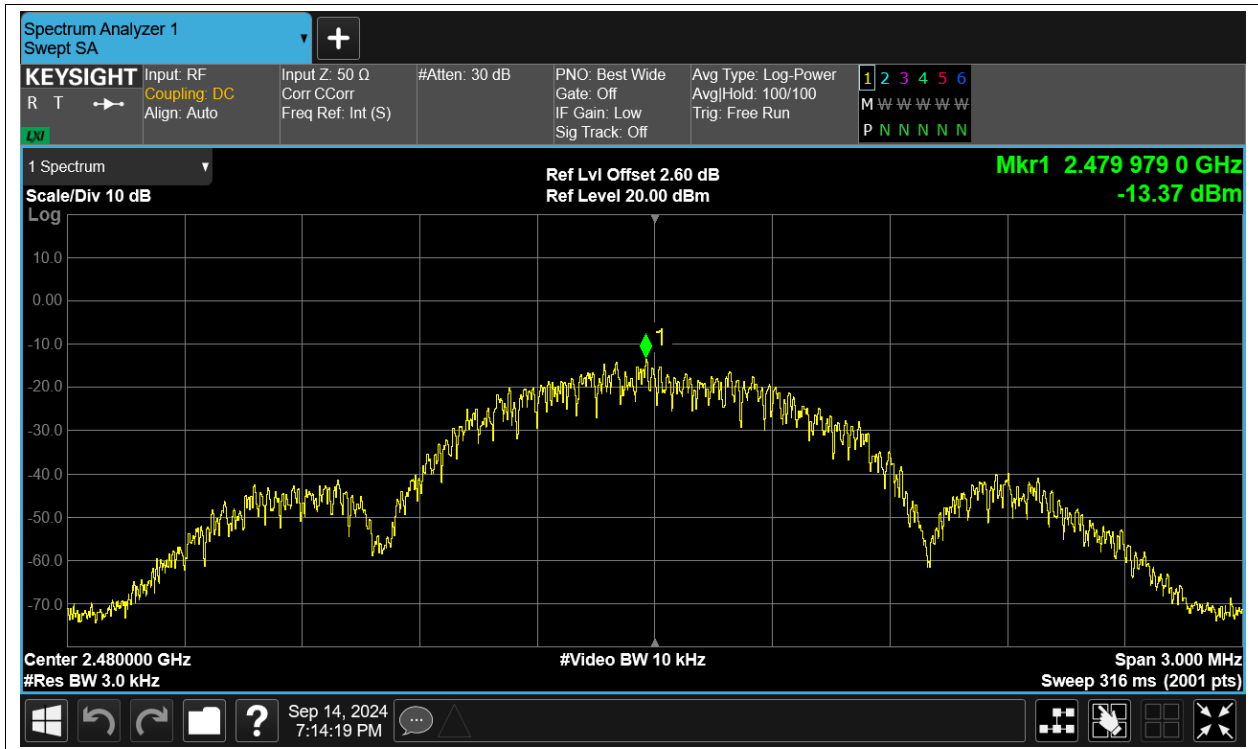 Spectrum Analyzer 1
Swept SA
+
KEYSIGHT
R T
LXI
Input: RF
Coupling: DC
Align: Auto
Input Z: 50 Ω
Corr CCorr
Freq Ref: Int (S)
#Atten: 30 dB
PNO: Best Wide
Gate: Off
IF Gain: Low
Sig Track: Off
Avg Type: Log-Power
Avg|Hold: 100/100
Trig: Free Run
1 2 3 4 5 6
M W W W W W
P N N N N N
1 Spectrum
Scale/Div 10 dB
Ref Lvl Offset 2.60 dB
Ref Level 20.00 dBm
Mkr1 2.479 979 0 GHz
-13.37 dBm
Log
10.0
0.00
-10.0
-20.0
-30.0
-40.0
-50.0
-60.0
-70.0
1
Center 2.480000 GHz
#Res BW 3.0 kHz
#Video BW 10 kHz
Span 3.000 MHz
Sweep 316 ms (2001 pts)
?
Sep 14, 2024
7:14:19 PM